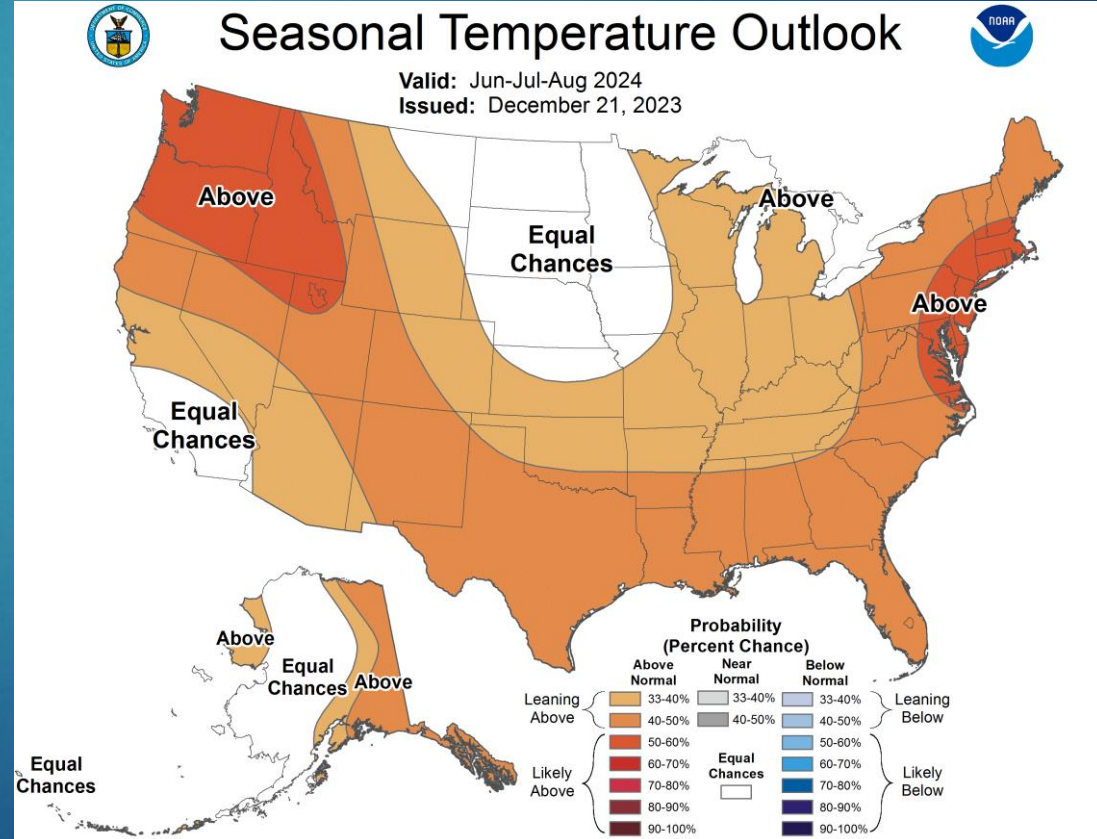 Seasonal Temperature Outlook
NOAA
Valid: Jun-Jul-Aug 2024
Issued: December 21, 2023
Above
Above
Equal
Chances
Above
Equal
Chances
Above
Equal
Chances
Above
Equal
Chances
Probability
(Percent Chance)
Above
Normal
Near
Normal
Below
Normal
Leaning
Above
33-40%
33-40%
33-40%
Leaning
Below
40-50%
40-50%
40-50%
Likely
Above
50-60%
60-70%
70-80%
80-90%
90-100%
Equal
Chances
50-60%
60-70%
70-80%
80-90%
90-100%
Likely
Below